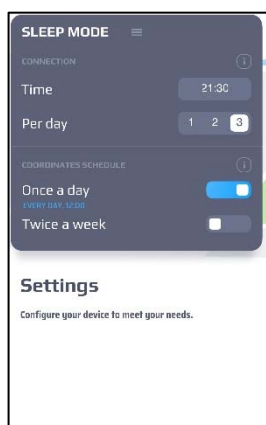 SLEEP MODE
CONNECTION
Time 21:30
Per day 1 2 3
COORDINATES SCHEDULE
Once a day
EVERY DAY, 12:00
Twice a week
Settings
Configure your device to meet your needs.